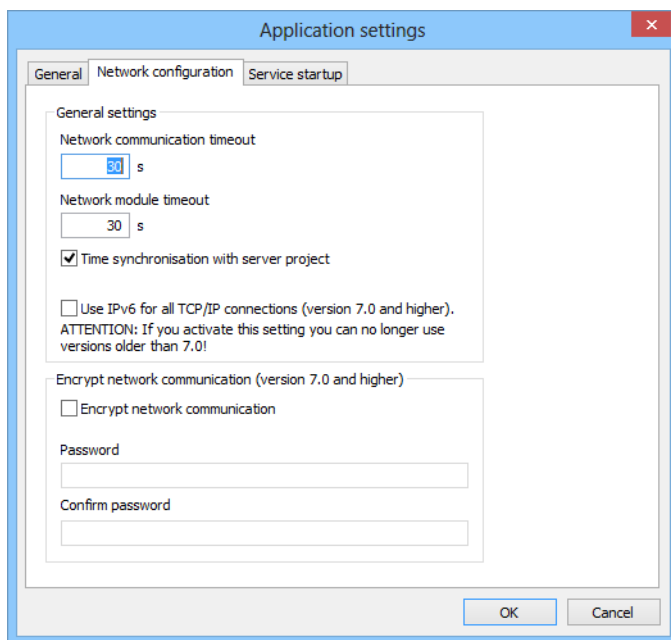 Application settings
General
Network configuration
Service startup
General settings
Network communication timeout
30 s
Network module timeout
30 s
Time synchronisation with server project
Use IPv6 for all TCP/IP connections (version 7.0 and higher).
ATTENTION: If you activate this setting you can no longer use
versions older than 7.0!
Encrypt network communication (version 7.0 and higher)
Encrypt network communication
Password
Confirm password
OK
Cancel